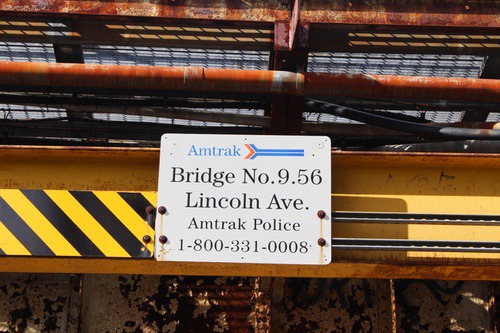 Amtrak
Bridge No.9.56
Lincoln Ave.
Amtrak Police
1-800-331-0008